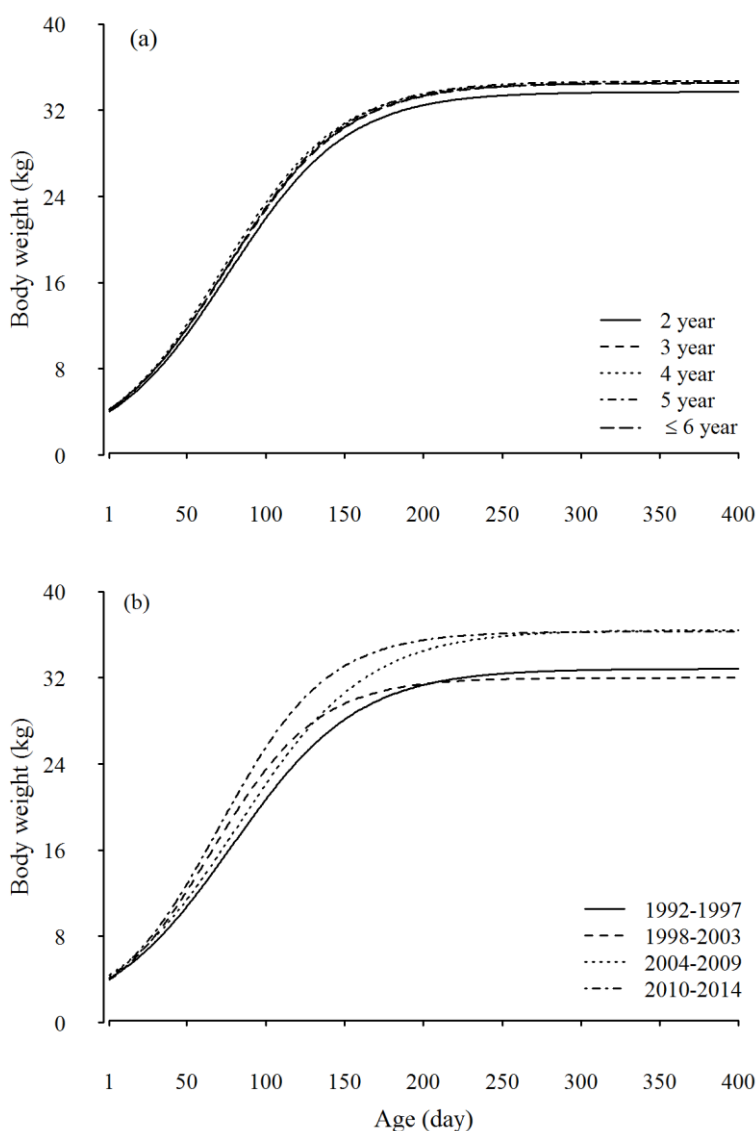 (a)
40
32
24
16
8
0
Body weight (kg)
2 year
3 year
4 year
5 year
≤ 6 year
1 50 100 150 200 250 300 350 400
(b)
40
32
24
16
8
0
Body weight (kg)
1992-1997
1998-2003
2004-2009
2010-2014
1 50 100 150 200 250 300 350 400
Age (day)